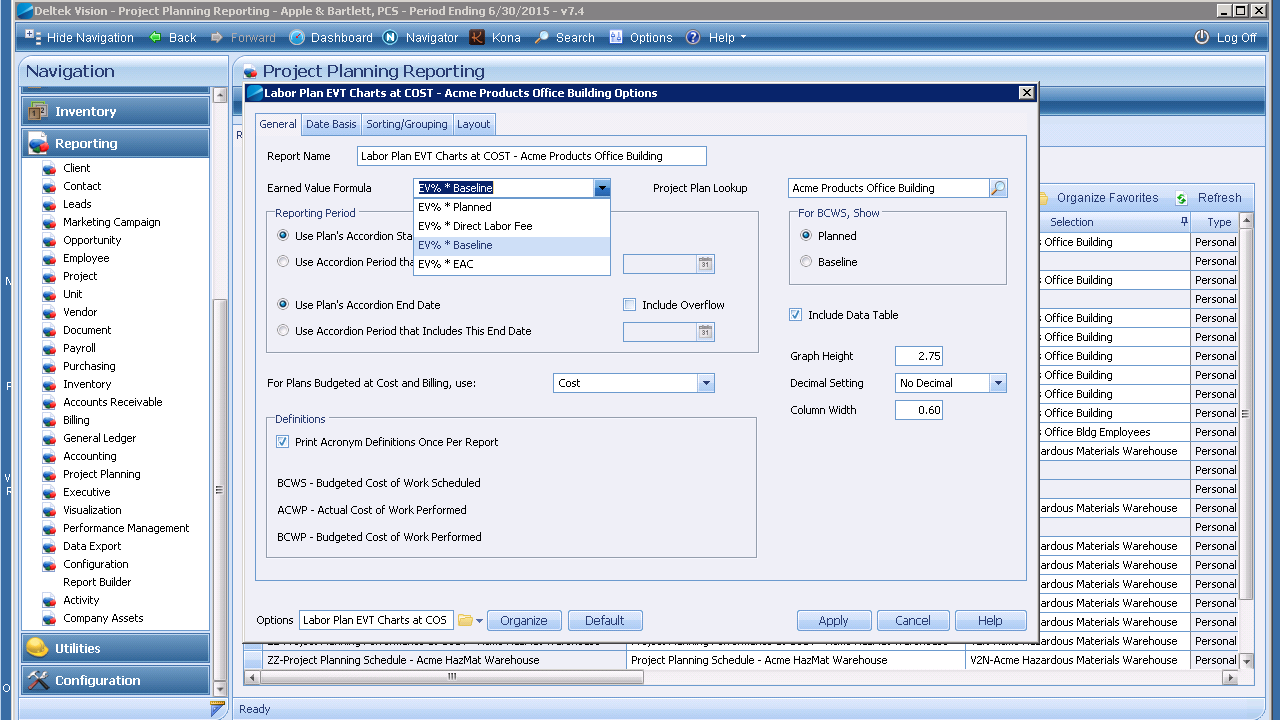 Deltek Vision - Project Planning Reporting - Apple & Bartlett, PCS - Period Ending 6/30/2015 - v7.4
Hide Navigation Back Forward Dashboard Navigator Kona Search Options Help Log Off
Navigation
Project Planning Reporting
Inventory
Reporting
Client
Contact
Leads
Marketing Campaign
Opportunity
Employee
Project
Unit
Vendor
Document
Payroll
Purchasing
Inventory
Accounts Receivable
Billing
General Ledger
Accounting
Project Planning
Executive
Visualization
Performance Management
Data Export
Configuration
Report Builder
Activity
Company Assets
Utilities
Configuration
Labor Plan EVT Charts at COST - Acme Products Office Building Options
General Date Basis Sorting/Grouping Layout
Report Name Labor Plan EVT Charts at COST - Acme Products Office Building
Earned Value Formula EV% * Baseline Project Plan Lookup Acme Products Office Building
EV% * Planned
EV% * Direct Labor Fee
EV% * Baseline
EV% * EAC
Reporting Period
Use Plan's Accordion Sta
Use Accordion Period tha
31
Use Plan's Accordion End Date Include Overflow
Use Accordion Period that Includes This End Date 31
For BCWS, Show
Planned
Baseline
Include Data Table
Graph Height 2.75
For Plans Budgeted at Cost and Billing, use: Cost
Decimal Setting No Decimal
Column Width 0.60
Definitions
Print Acronym Definitions Once Per Report
BCWS - Budgeted Cost of Work Scheduled
ACWP - Actual Cost of Work Performed
BCWP - Budgeted Cost of Work Performed
Options Labor Plan EVT Charts at COS Organize Default Apply Cancel Help
Organize Favorites Refresh
Selection Type
s Office Building Personal
Personal
s Office Building Personal
Personal
s Office Building Personal
s Office Building Personal
s Office Building Personal
s Office Building Personal
s Office Building Personal
s Office Building Personal
s Office Bldg Employees Personal
ardous Materials Warehouse Personal
Personal
Personal
ardous Materials Warehouse Personal
Personal
ardous Materials Warehouse Personal
ardous Materials Warehouse Personal
ardous Materials Warehouse Personal
ardous Materials Warehouse Personal
ardous Materials Warehouse Personal
ardous Materials Warehouse Personal
ZZ-Project Planning Schedule - Acme HazMat Warehouse Project Planning Schedule - Acme HazMat Warehouse V2N-Acme Hazardous Materials Warehouse Personal
Ready